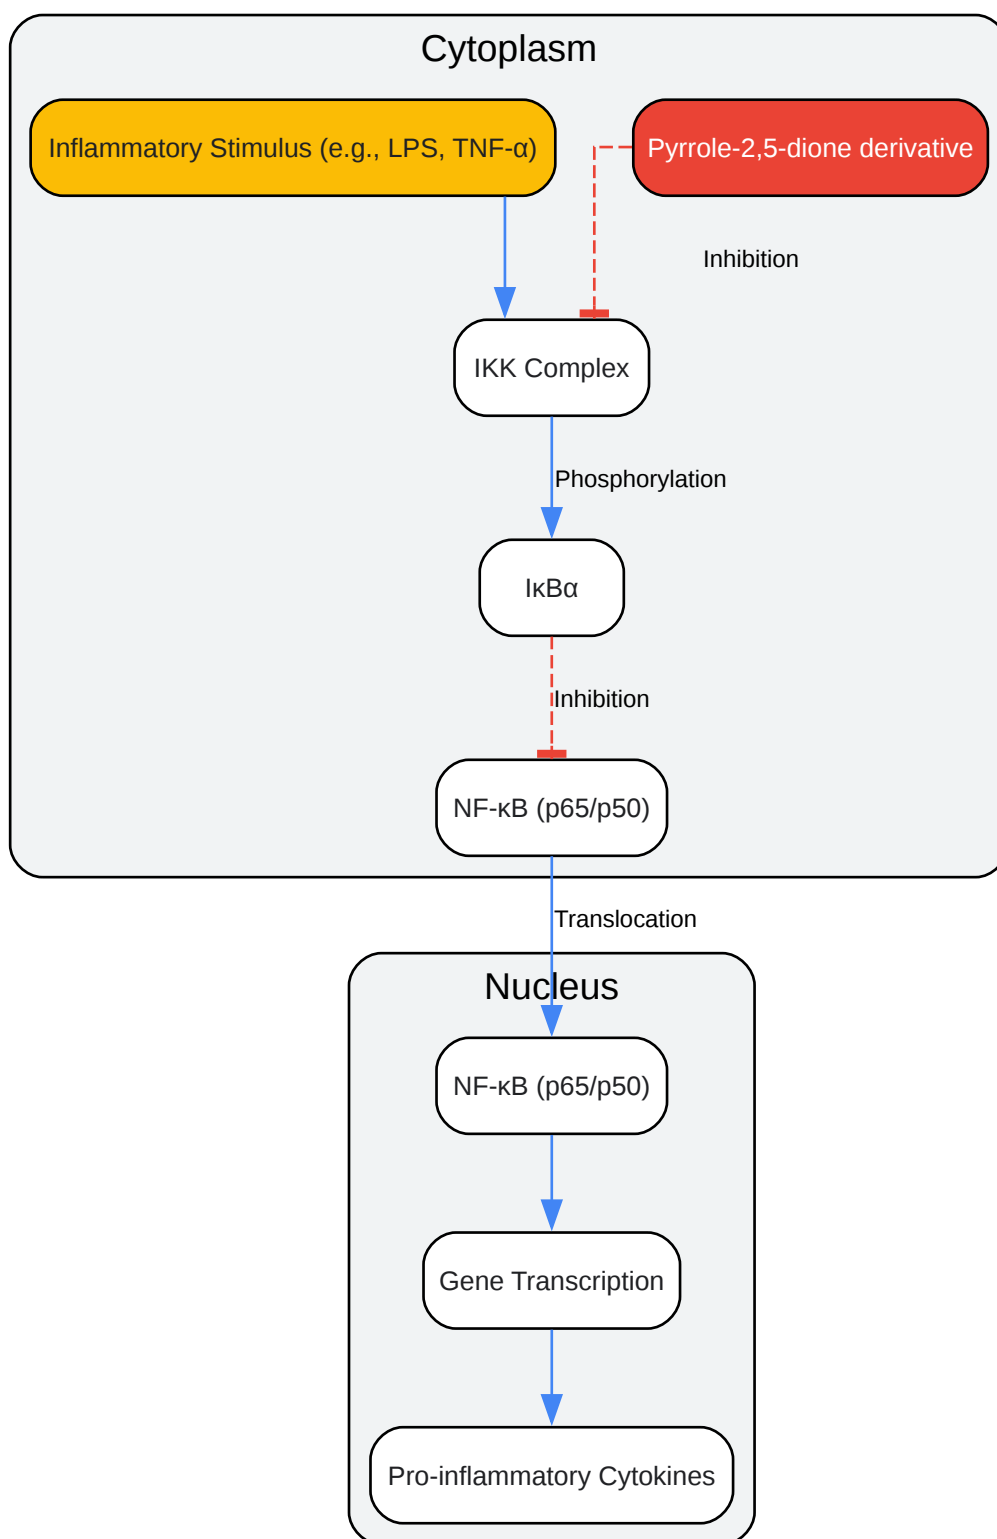 Cytoplasm
Inflammatory Stimulus (e.g., LPS, TNF-α)
Pyrrole-2,5-dione derivative
Inhibition
IKK Complex
Phosphorylation
IκBα
Inhibition
NF-κB (p65/p50)
Translocation
Nucleus
NF-κB (p65/p50)
Gene Transcription
Pro-inflammatory Cytokines